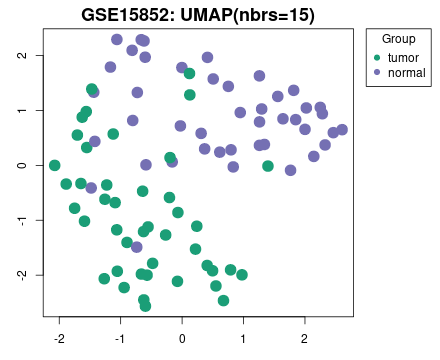 GSE15852: UMAP(nbrs=15)
Group
tumor
normal
2
1
0
-1
-2
-2 -1 0 1 2